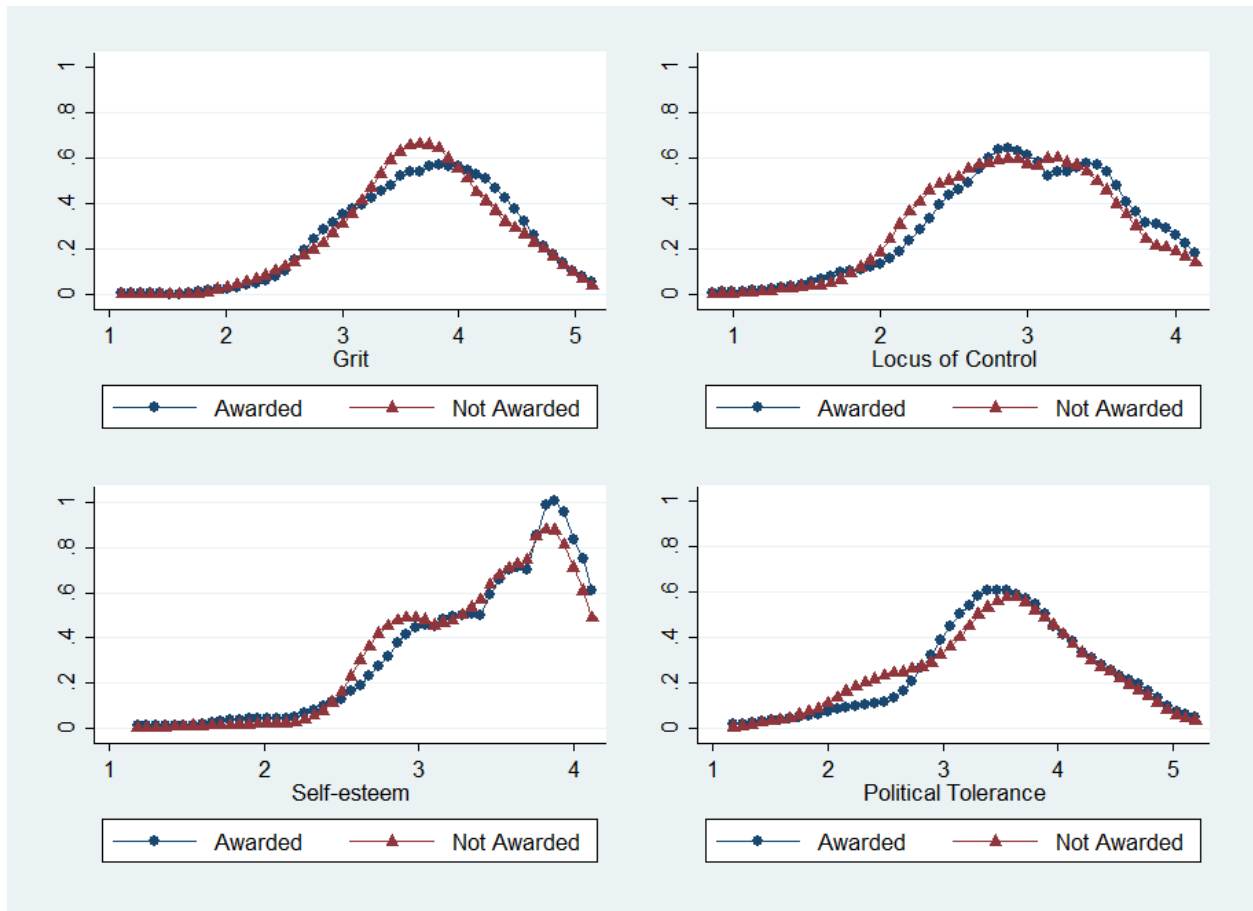 1
.8
.6
.4
.2
0
1 2 3 4 5
Grit
Awarded Not Awarded
1
.8
.6
.4
.2
0
1 2 3 4
Locus of Control
Awarded Not Awarded
1
.8
.6
.4
.2
0
1 2 3 4
Self-esteem
Awarded Not Awarded
1
.8
.6
.4
.2
0
1 2 3 4 5
Political Tolerance
Awarded Not Awarded